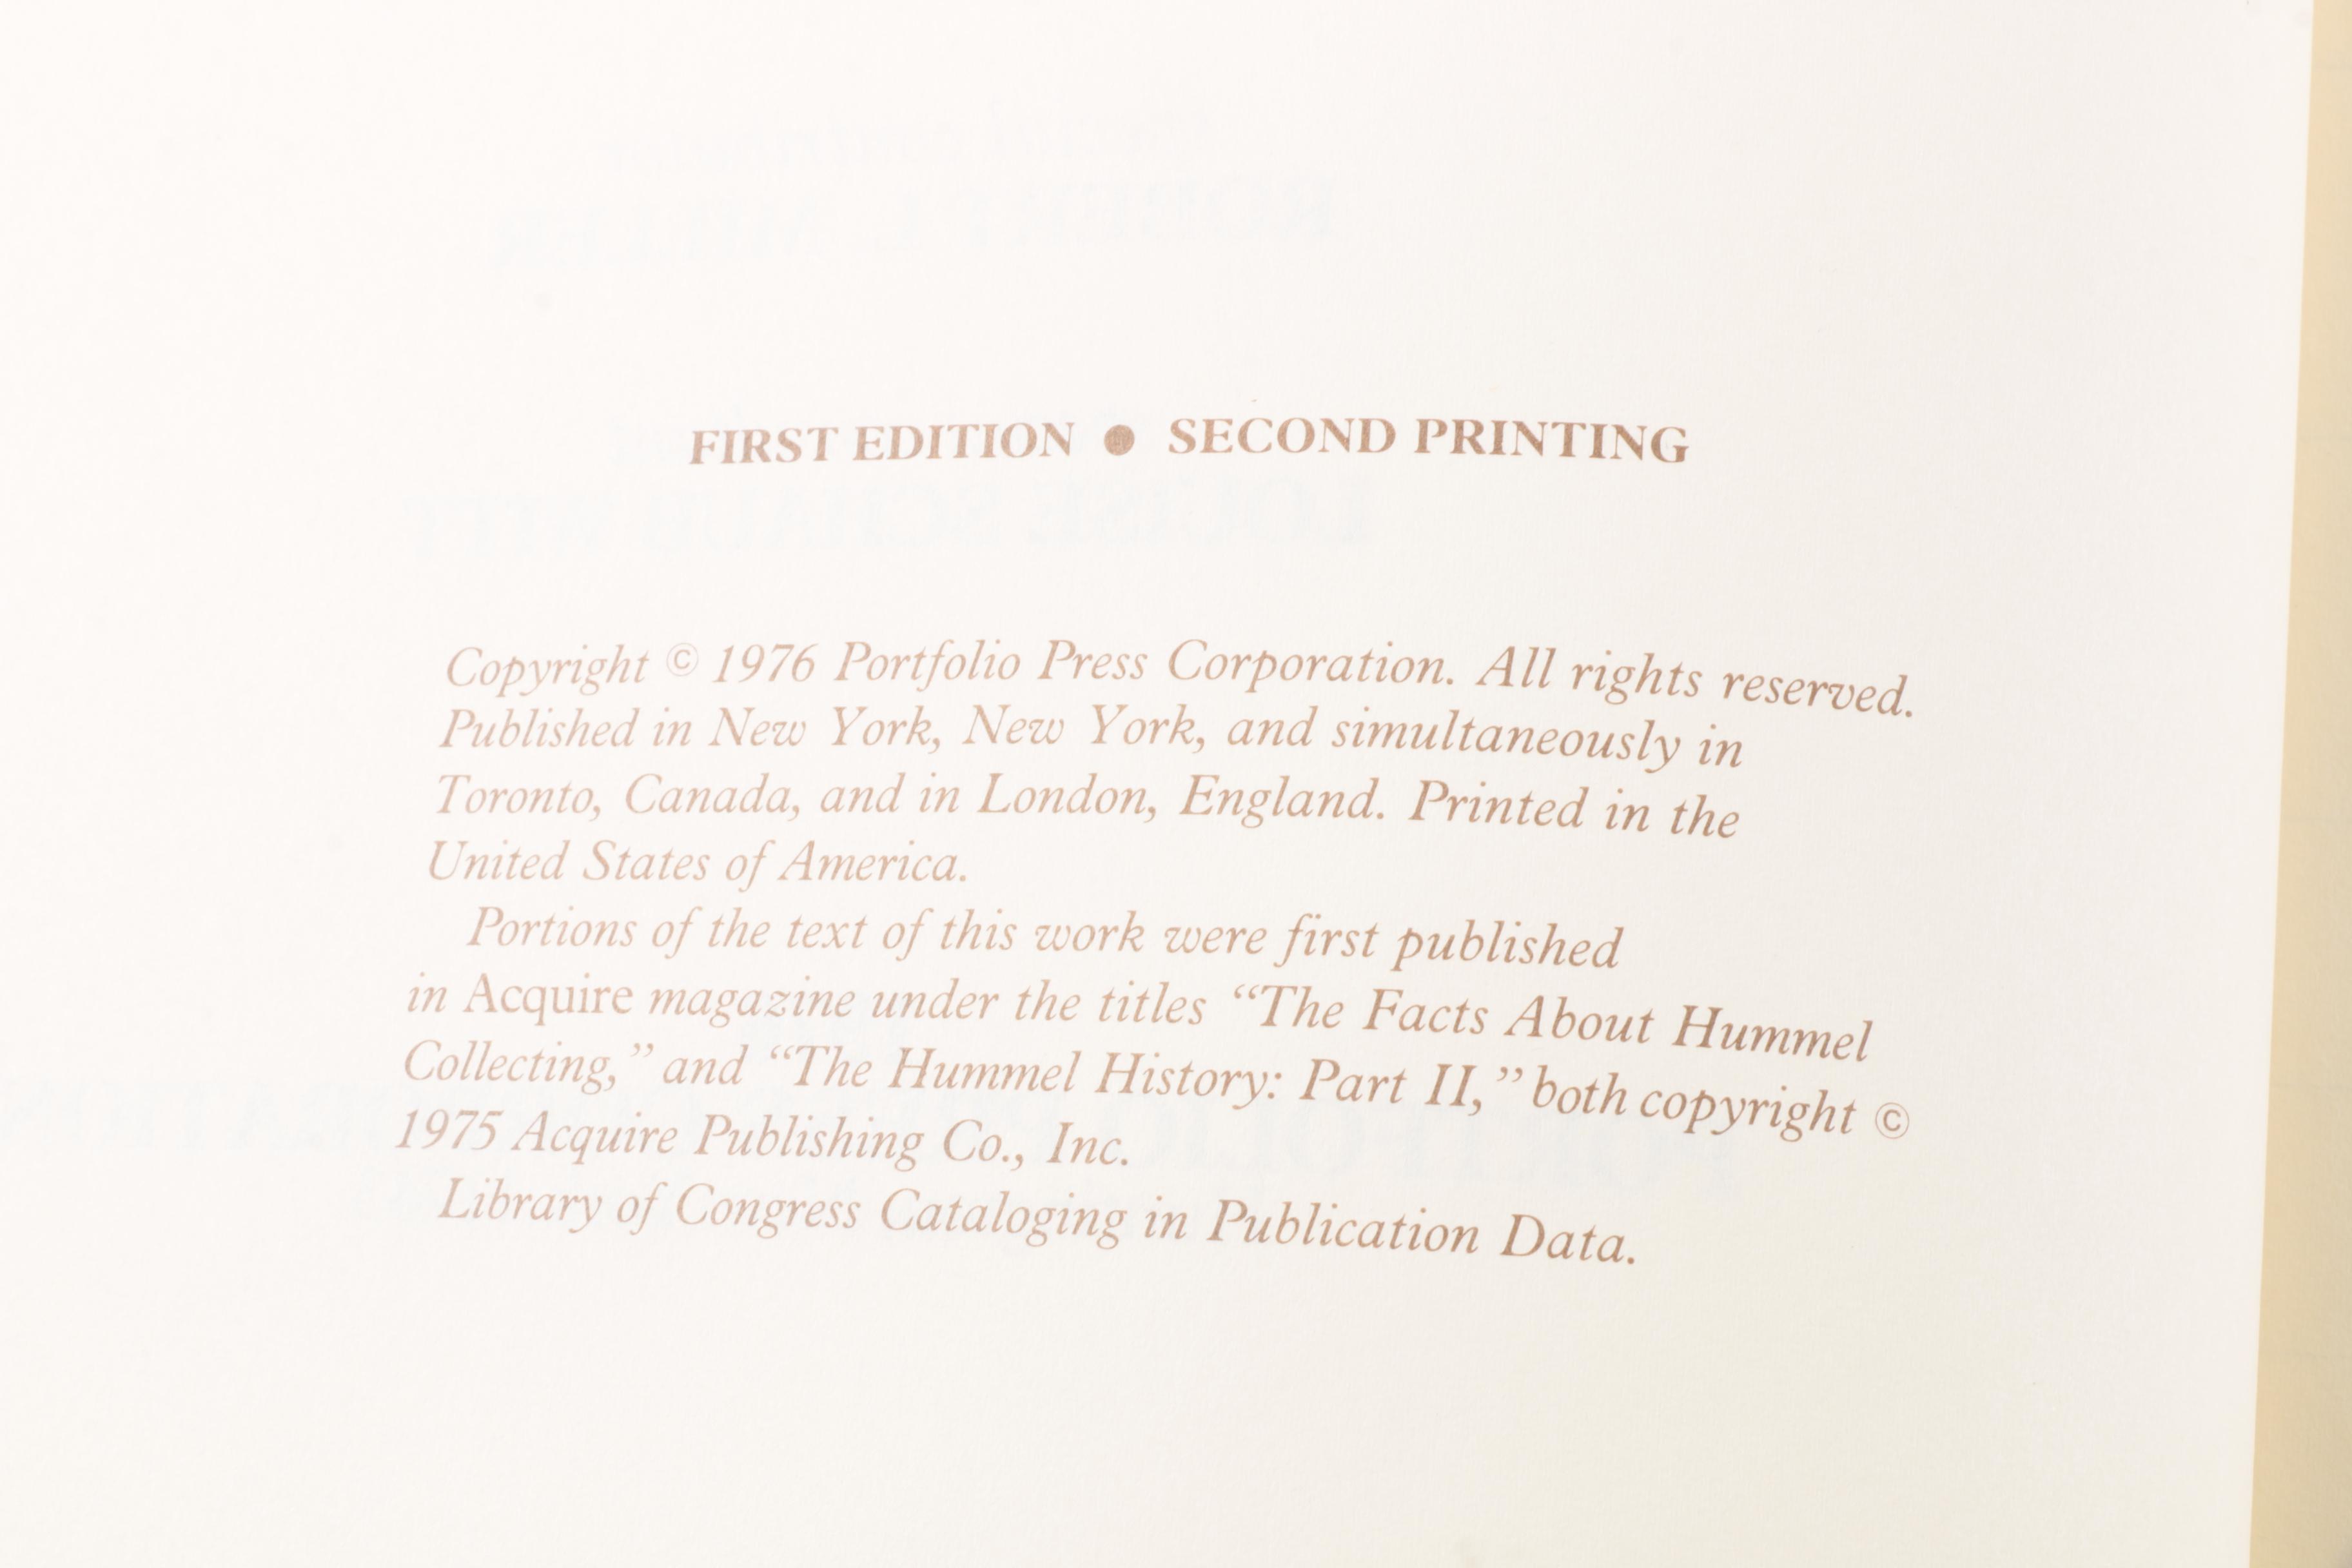 FIRST EDITION ● SECOND PRINTING
Copyright © 1976 Portfolio Press Corporation. All rights reserved.
Published in New York, New York, and simultaneously in
Toronto, Canada, and in London, England. Printed in the
United States of America.
Portions of the text of this work were first published
in Acquire magazine under the titles “The Facts About Hummel
Collecting,” and “The Hummel History: Part II,” both copyright ©
1975 Acquire Publishing Co., Inc.
Library of Congress Cataloging in Publication Data.